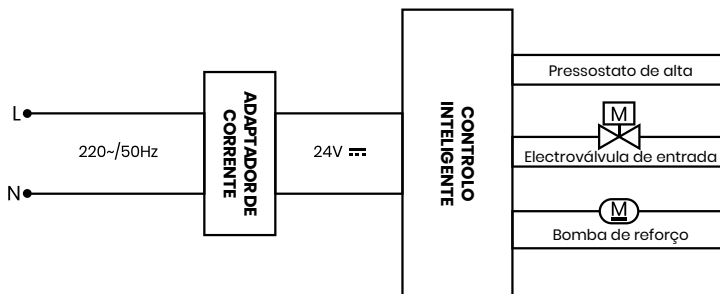 L
220~/50Hz
N
ADAPTADOR DE
CORRENTE
24V
CONTROLO
INTELIGENTE
Pressostato de alta
M
Electroválvula de entrada
M
Bomba de reforço